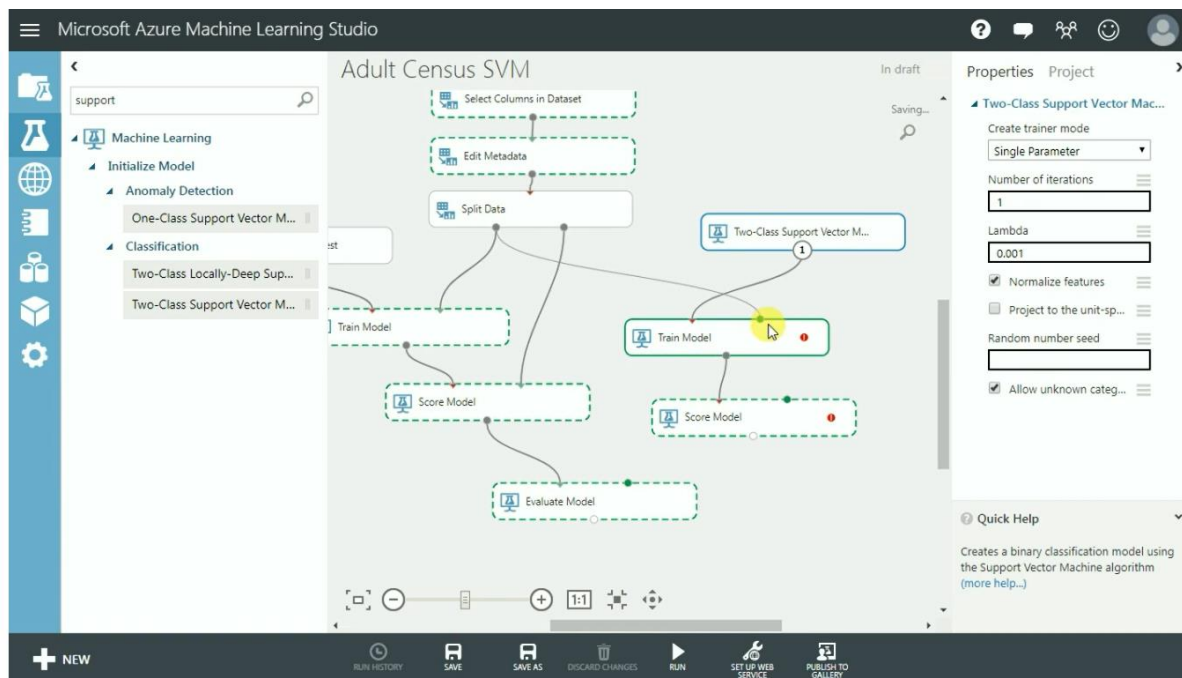 Microsoft Azure Machine Learning Studio
support
Machine Learning
Initialize Model
Anomaly Detection
One-Class Support Vector M...
Classification
Two-Class Locally-Deep Sup...
Two-Class Support Vector M...
Adult Census SVM
In draft
Saving...
Select Columns in Dataset
Edit Metadata
Split Data
est
Two-Class Support Vector M...
1
Train Model
Train Model
Score Model
Score Model
Evaluate Model
1:1
Properties Project
Two-Class Support Vector Mac...
Create trainer mode
Single Parameter
Number of iterations
1
Lambda
0.001
Normalize features
Project to the unit-sp...
Random number seed
Allow unknown categ...
Quick Help
Creates a binary classification model using
the Support Vector Machine algorithm
(more help...)
NEW
RUN HISTORY
SAVE
SAVE AS
DISCARD CHANGES
RUN
SET UP WEB
SERVICE
PUBLISH TO
GALLERY